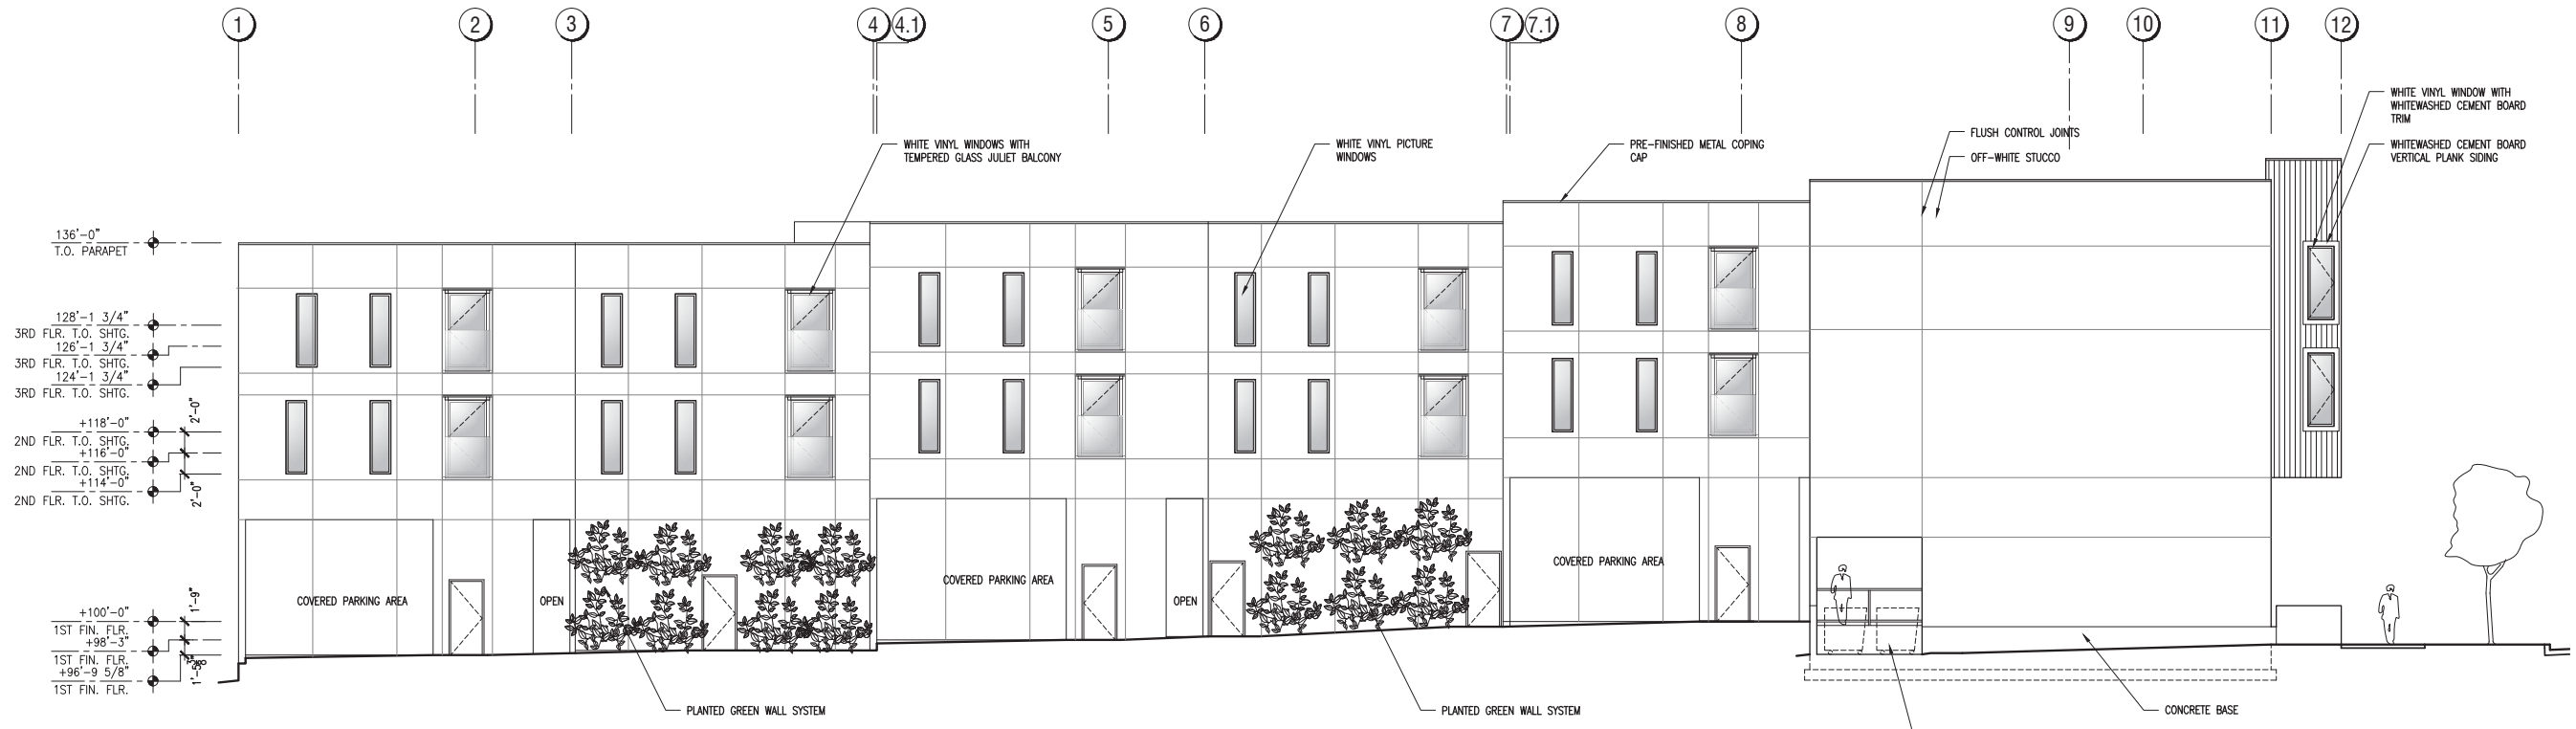 1 2 3 4 4.1 5 6 7 7.1 8 9 10 11 12
WHITE VINYL WINDOW WITH
WHITEWASHED CEMENT BOARD
TRIM
WHITE VINYL WINDOWS WITH
TEMPERED GLASS JULIET BALCONY
WHITE VINYL PICTURE
WINDOWS
PRE-FINISHED METAL COPING
CAP
FLUSH CONTROL JOINTS
OFF-WHITE STUCCO
WHITEWASHED CEMENT BOARD
VERTICAL PLANK SIDING
136'-0"
T.O. PARAPET
128'-1 3/4"
3RD FLR. T.O. SHTG.
126'-1 3/4"
3RD FLR. T.O. SHTG.
124'-1 3/4"
3RD FLR. T.O. SHTG.
2'-0"
+118'-0"
2ND FLR. T.O. SHTG.
+116'-0"
2ND FLR. T.O. SHTG.
+114'-0"
2ND FLR. T.O. SHTG.
2'-0"
COVERED PARKING AREA
OPEN
COVERED PARKING AREA
OPEN
COVERED PARKING AREA
1'-9"
+100'-0"
1ST FIN. FLR.
+98'-3"
1ST FIN. FLR.
+96'-9 5/8"
1ST FIN. FLR.
PLANTED GREEN WALL SYSTEM
PLANTED GREEN WALL SYSTEM
CONCRETE BASE